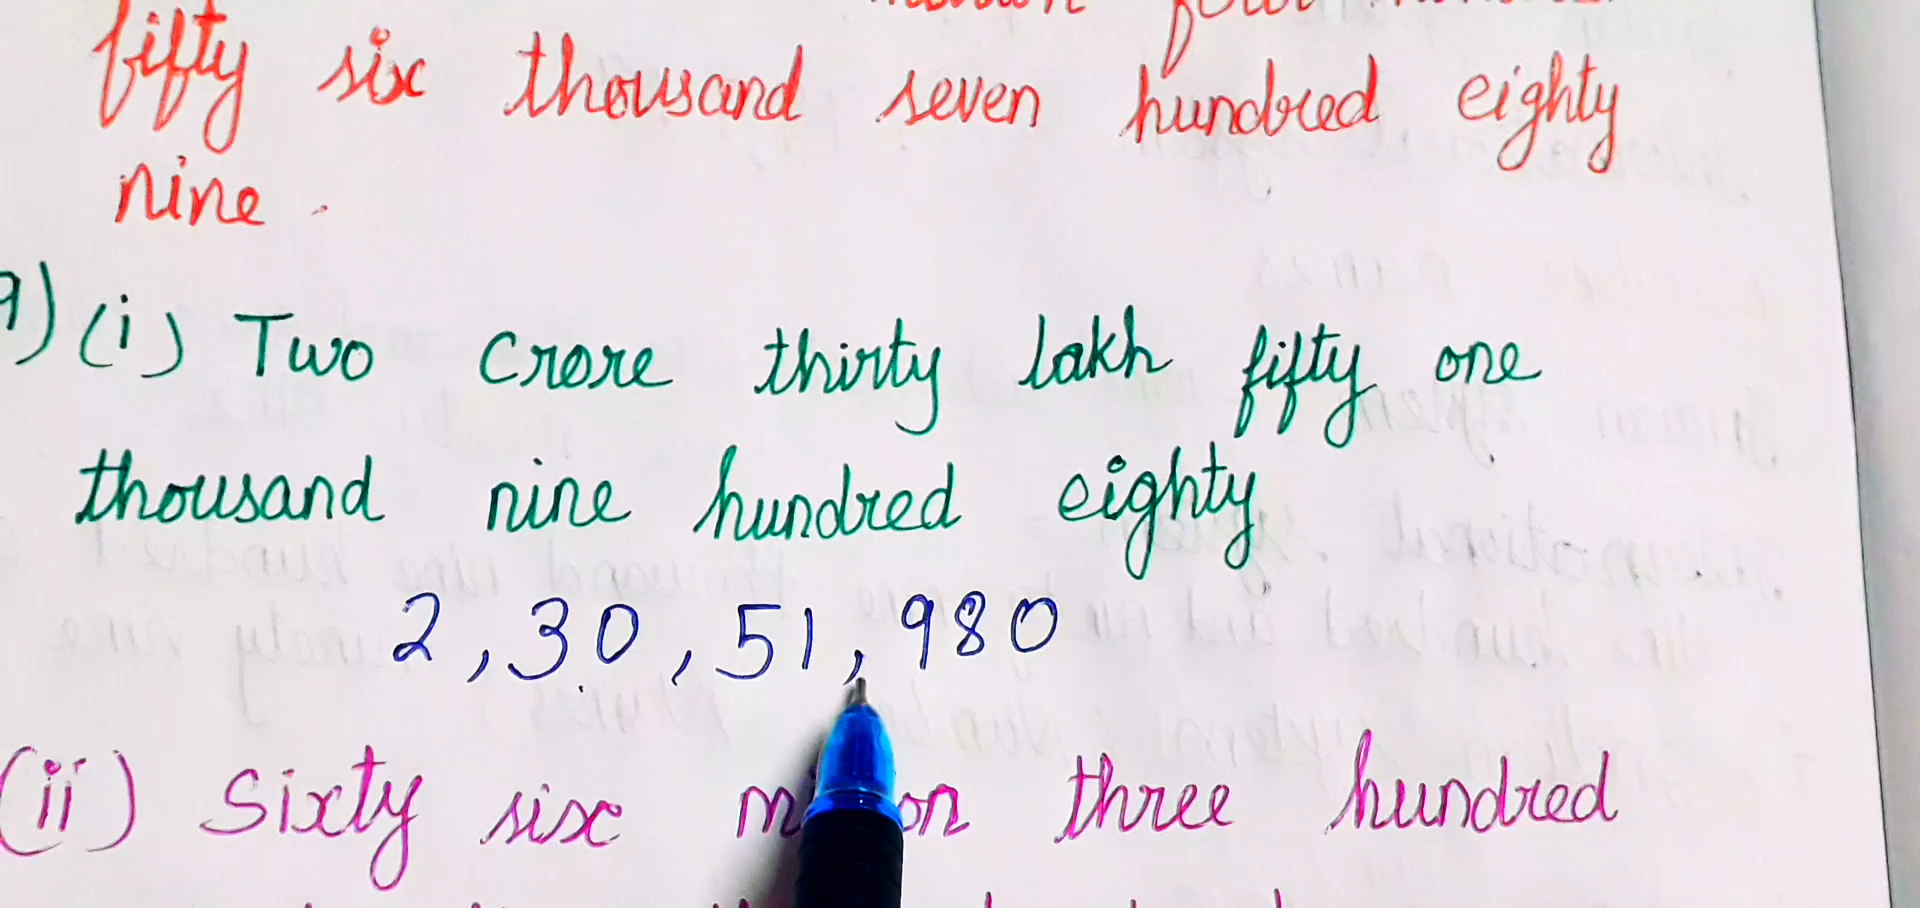 fifty six thousand seven hundred eighty
nine.
9) (i) Two crore thirty lakh fifty one
thousand nine hundred eighty
2,30,51,980
(ii) Sixty six three hundred